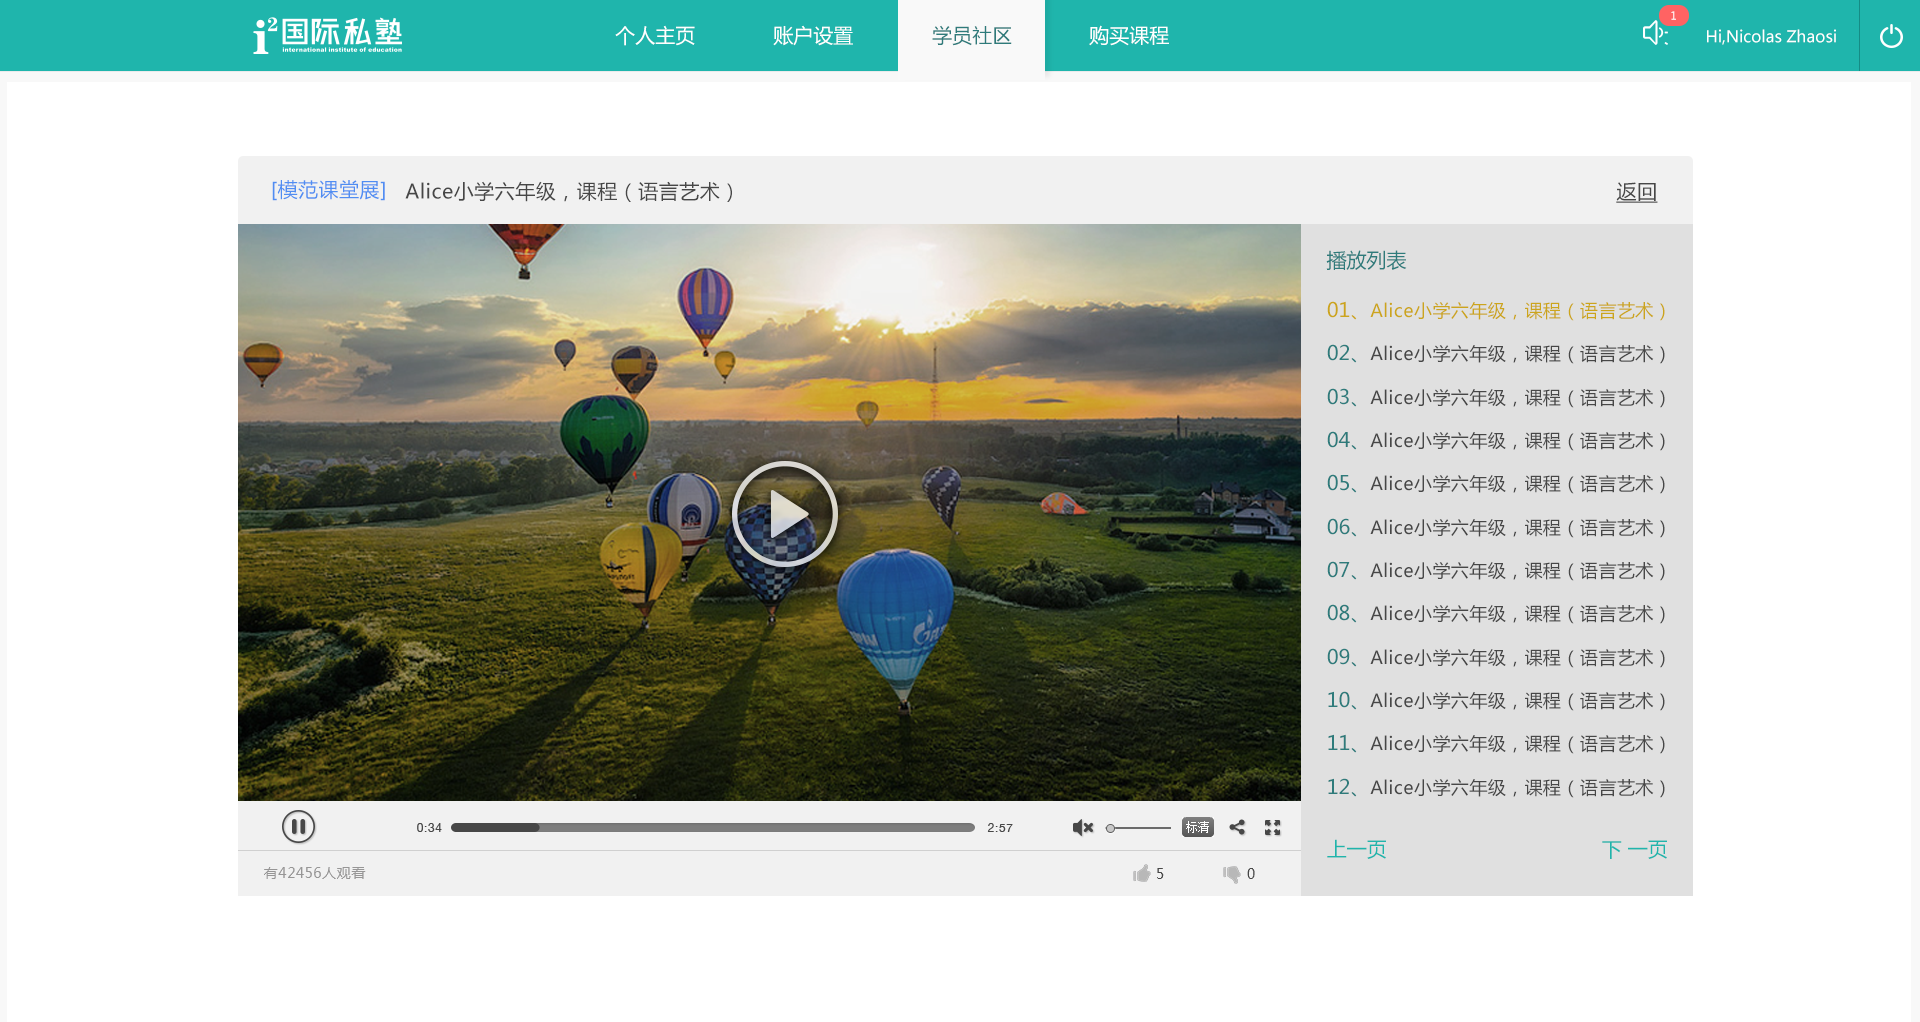 i²国际私塾
international institute of education
个人主页
账户设置
学员社区
购买课程
1
Hi,Nicolas Zhaosi
[模范课堂展] Alice小学六年级，课程（语言艺术）
返回
播放列表
01、Alice小学六年级，课程（语言艺术）
02、Alice小学六年级，课程（语言艺术）
03、Alice小学六年级，课程（语言艺术）
04、Alice小学六年级，课程（语言艺术）
05、Alice小学六年级，课程（语言艺术）
06、Alice小学六年级，课程（语言艺术）
07、Alice小学六年级，课程（语言艺术）
08、Alice小学六年级，课程（语言艺术）
09、Alice小学六年级，课程（语言艺术）
10、Alice小学六年级，课程（语言艺术）
11、Alice小学六年级，课程（语言艺术）
12、Alice小学六年级，课程（语言艺术）
上一页
下 一页
0:34
2:57
标清
有42456人观看
5
0